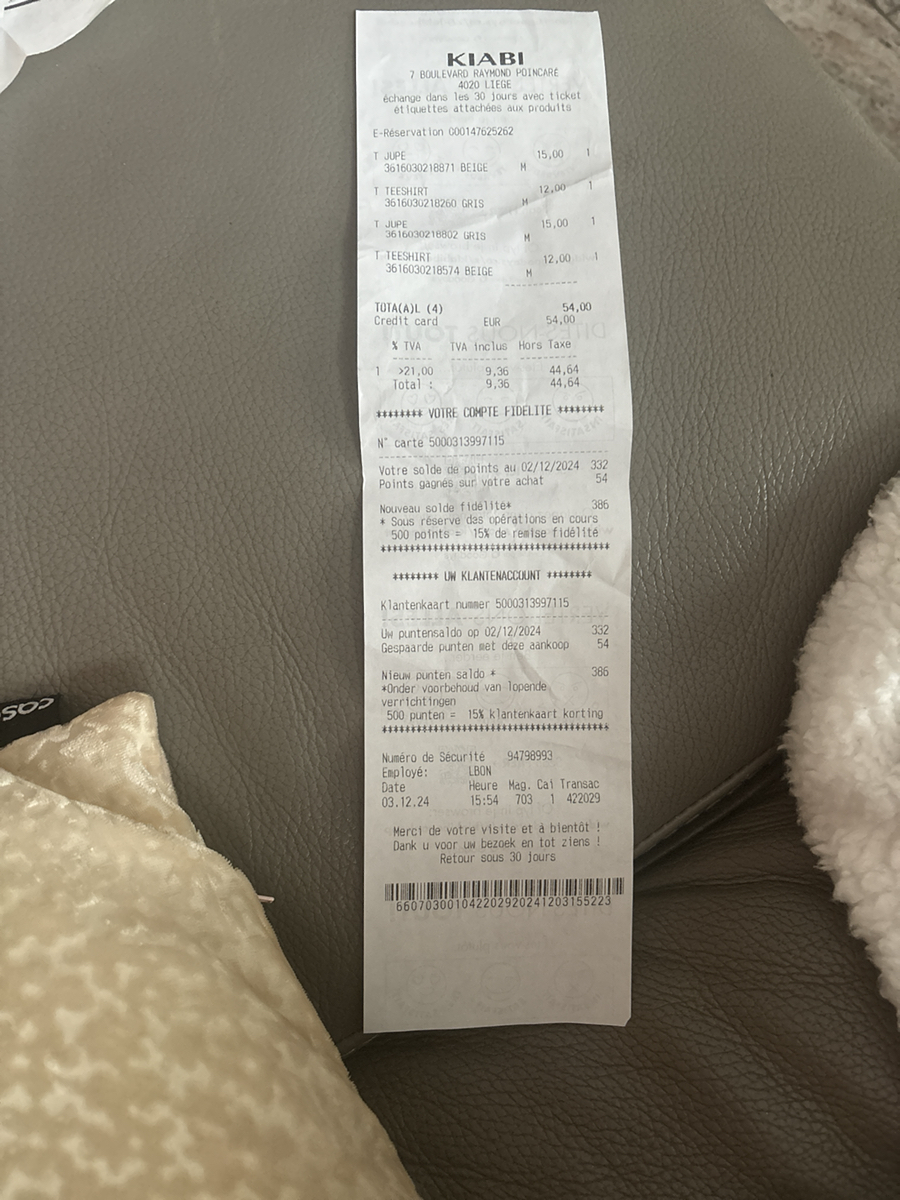 KIABI
7 BOULEVARD RAYMOND POINCARÉ
4020 LIEGE
échange dans les 30 jours avec ticket
étiquettes attachées aux produits
E-Réservation C00147625262
T JUPE 15,00 1
3616030218871 BEIGE M
T TEESHIRT 12,00 1
3616030218260 GRIS M
T JUPE 15,00 1
3616030218802 GRIS M
T TEESHIRT 12,00 1
3616030218574 BEIGE M
------------
TOTA(A)L (4) 54,00
Credit card EUR 54,00
% TVA TVA inclus Hors Taxe
1 >21,00 9,36 44,64
Total : 9,36 44,64
******** VOTRE COMPTE FIDELITE ********
N° carte 5000313997115
Votre solde de points au 02/12/2024 332
Points gagnés sur votre achat 54
Nouveau solde fidélité* 386
* Sous réserve des opérations en cours
500 points = 15% de remise fidélité
**********************************
******** UW KLANTENACCOUNT ********
Klantenkaart nummer 5000313997115
Uw puntensaldo op 02/12/2024 332
Gespaarde punten met deze aankoop 54
Nieuw punten saldo * 386
*Onder voorbehoud van lopende
verrichtingen
500 punten = 15% klantenkaart korting
**********************************
Numéro de Sécurité 94798993
Employé: LBON
Date Heure Mag. Cai Transac
03.12.24 15:54 703 1 422029
Merci de votre visite et à bientôt !
Dank u voor uw bezoek en tot ziens !
Retour sous 30 jours
660703001042202920241203155223